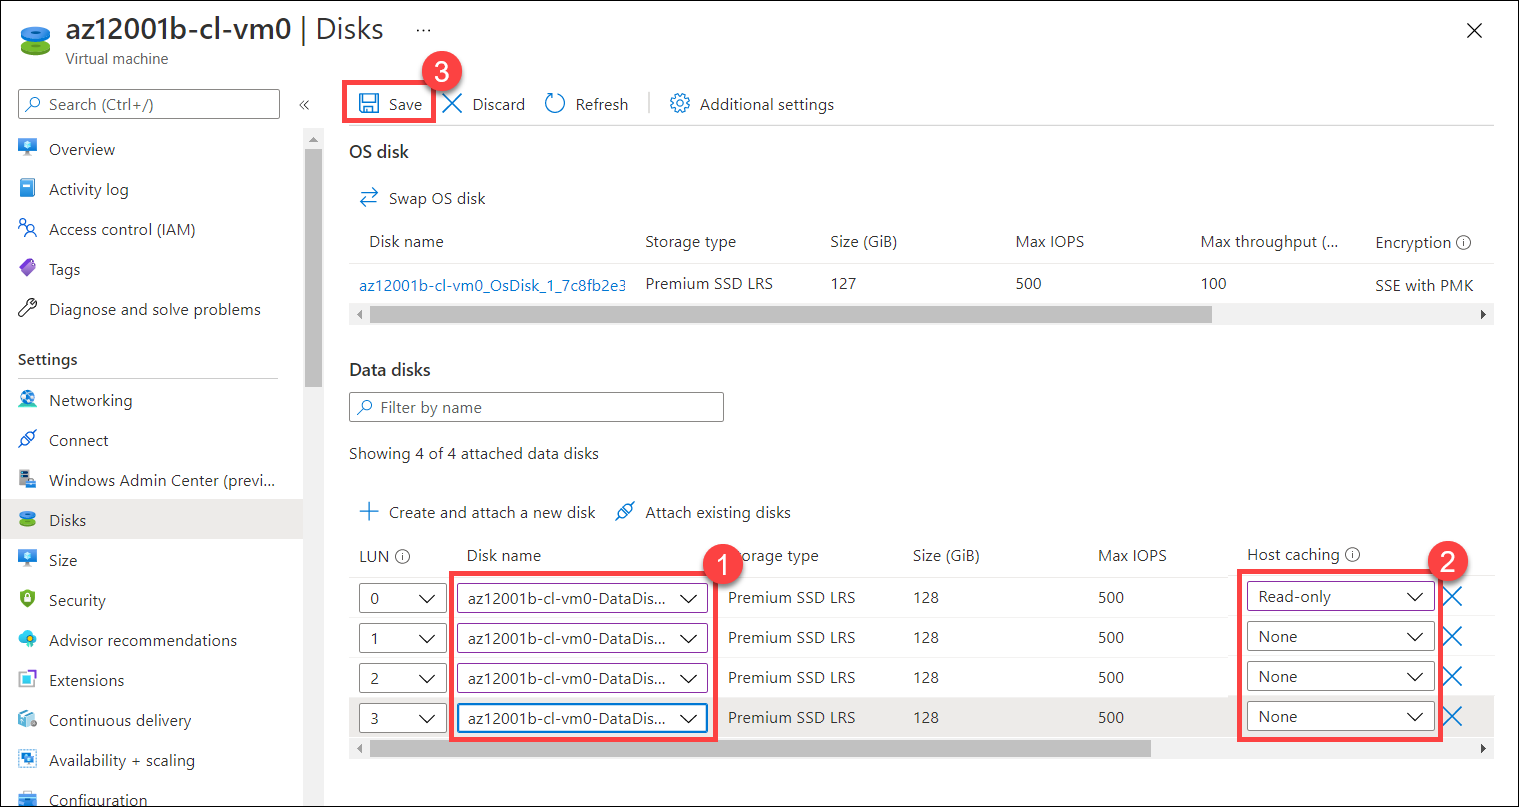 az12001b-cl-vm0 | Disks ...
Virtual machine
Search (Ctrl+/)
«
Overview
Activity log
Access control (IAM)
Tags
Diagnose and solve problems
Settings
Networking
Connect
Windows Admin Center (previ...
Disks
Size
Security
Advisor recommendations
Extensions
Continuous delivery
Availability + scaling
Configuration
3
Save Discard Refresh Additional settings
OS disk
Swap OS disk
Disk name Storage type Size (GiB) Max IOPS Max throughput (... Encryption
az12001b-cl-vm0_OsDisk_1_7c8fb2e3 Premium SSD LRS 127 500 100 SSE with PMK
Data disks
Filter by name
Showing 4 of 4 attached data disks
Create and attach a new disk Attach existing disks
LUN Disk name 1 torage type Size (GiB) Max IOPS Host caching 2
0 az12001b-cl-vm0-DataDis... Premium SSD LRS 128 500 Read-only
1 az12001b-cl-vm0-DataDis... Premium SSD LRS 128 500 None
2 az12001b-cl-vm0-DataDis... Premium SSD LRS 128 500 None
3 az12001b-cl-vm0-DataDis... Premium SSD LRS 128 500 None